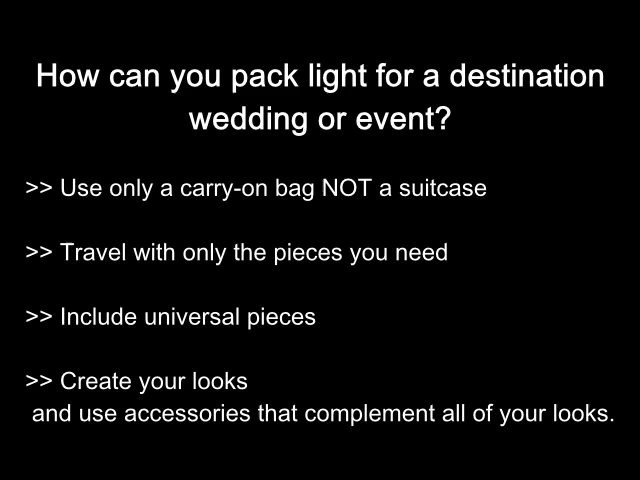 How can you pack light for a destination
wedding or event?
>> Use only a carry-on bag NOT a suitcase
>> Travel with only the pieces you need
>> Include universal pieces
>> Create your looks
and use accessories that complement all of your looks.